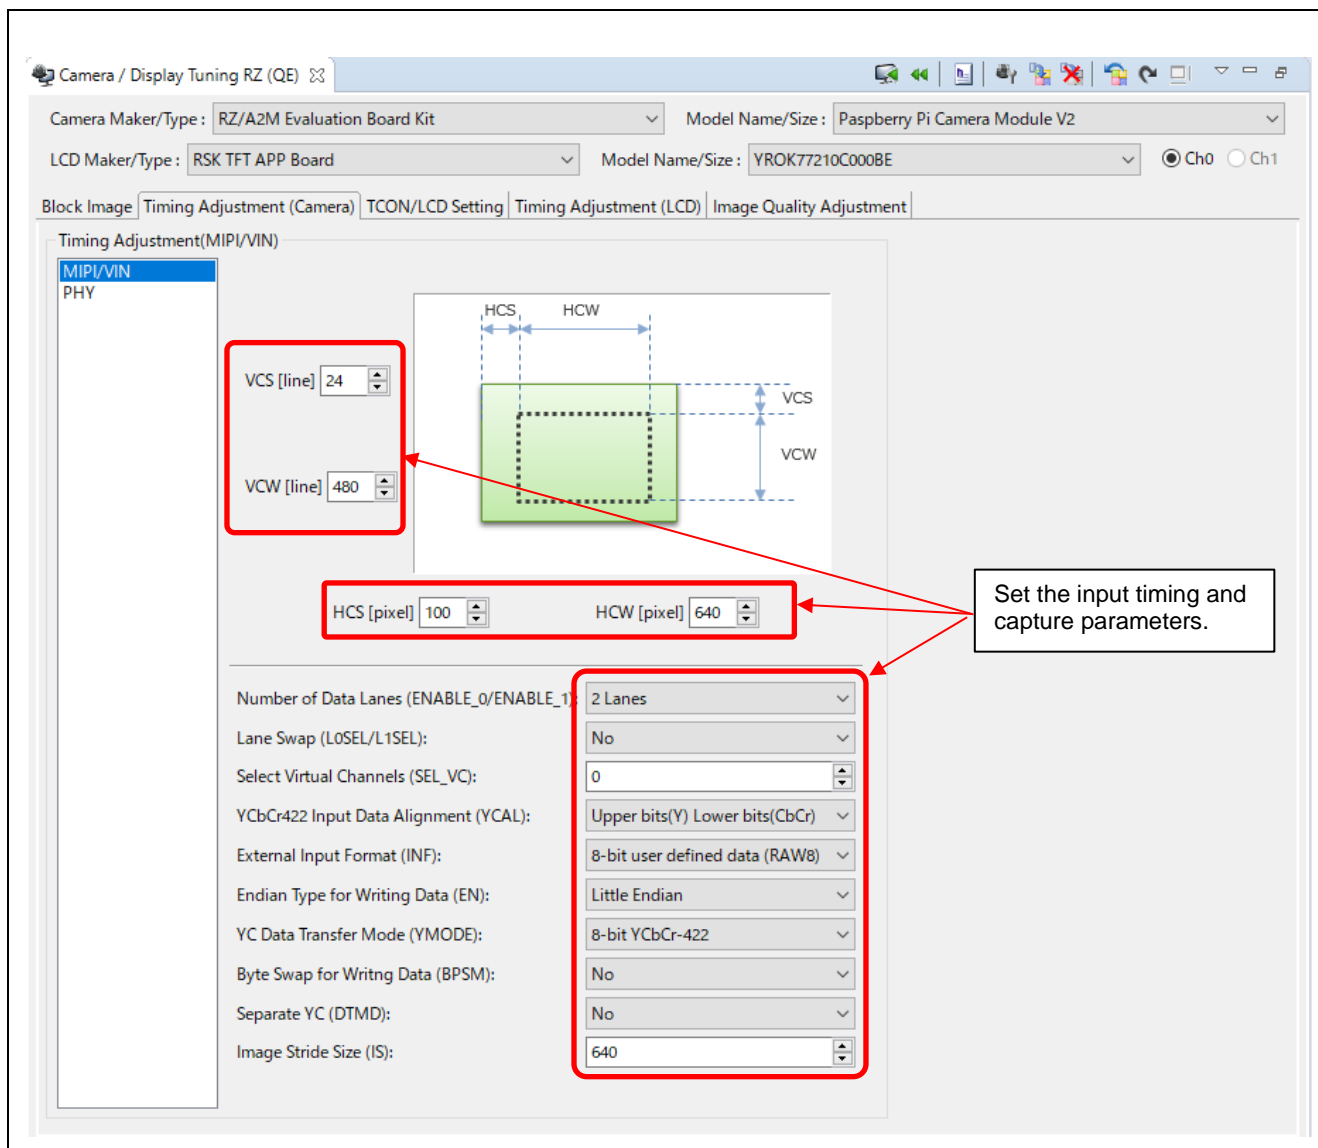 Camera / Display Tuning RZ (QE)
Camera Maker/Type : RZ/A2M Evaluation Board Kit Model Name/Size : Paspberry Pi Camera Module V2
LCD Maker/Type : RSK TFT APP Board Model Name/Size : YROK77210C000BE Ch0 Ch1
Block Image Timing Adjustment (Camera) TCON/LCD Setting Timing Adjustment (LCD) Image Quality Adjustment
Timing Adjustment(MIPI/VIN)
MIPI/VIN
PHY
HCS HCW
VCS [line] 24
VCS
VCW
VCW [line] 480
HCS [pixel] 100 HCW [pixel] 640
Set the input timing and
capture parameters.
Number of Data Lanes (ENABLE_0/ENABLE_1): 2 Lanes
Lane Swap (L0SEL/L1SEL): No
Select Virtual Channels (SEL_VC): 0
YCbCr422 Input Data Alignment (YCAL): Upper bits(Y) Lower bits(CbCr)
External Input Format (INF): 8-bit user defined data (RAW8)
Endian Type for Writing Data (EN): Little Endian
YC Data Transfer Mode (YMODE): 8-bit YCbCr-422
Byte Swap for Writng Data (BPSM): No
Separate YC (DTMD): No
Image Stride Size (IS): 640